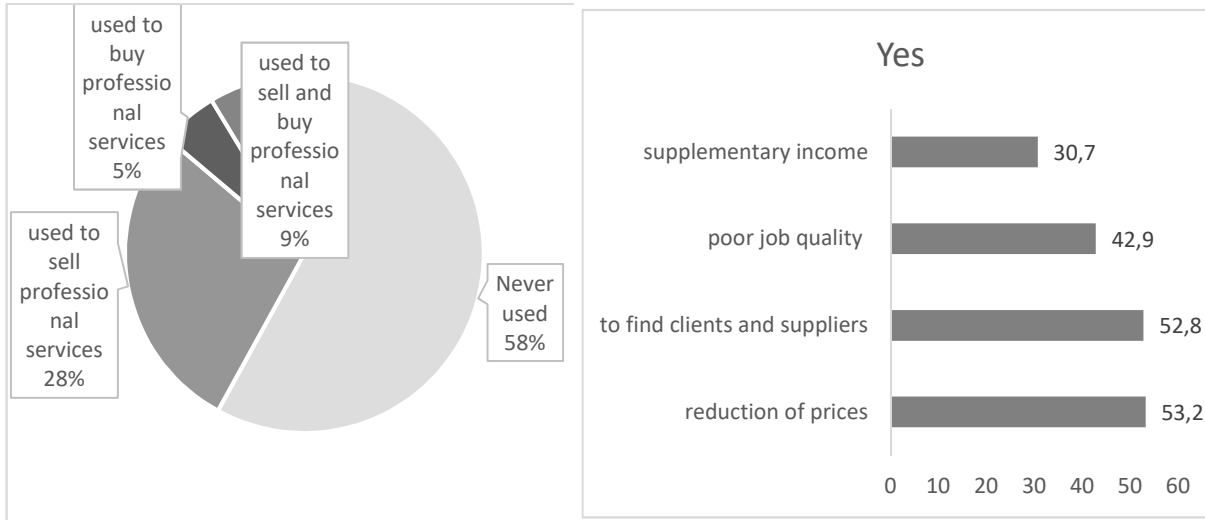 used to
buy
professio
nal
services
5%
used to
sell and
buy
professio
nal
services
9%
used to
sell
professio
nal
services
28%
Never
used
58%
Yes
supplementary income
30,7
poor job quality
42,9
to find clients and suppliers
52,8
reduction of prices
53,2
0 10 20 30 40 50 60